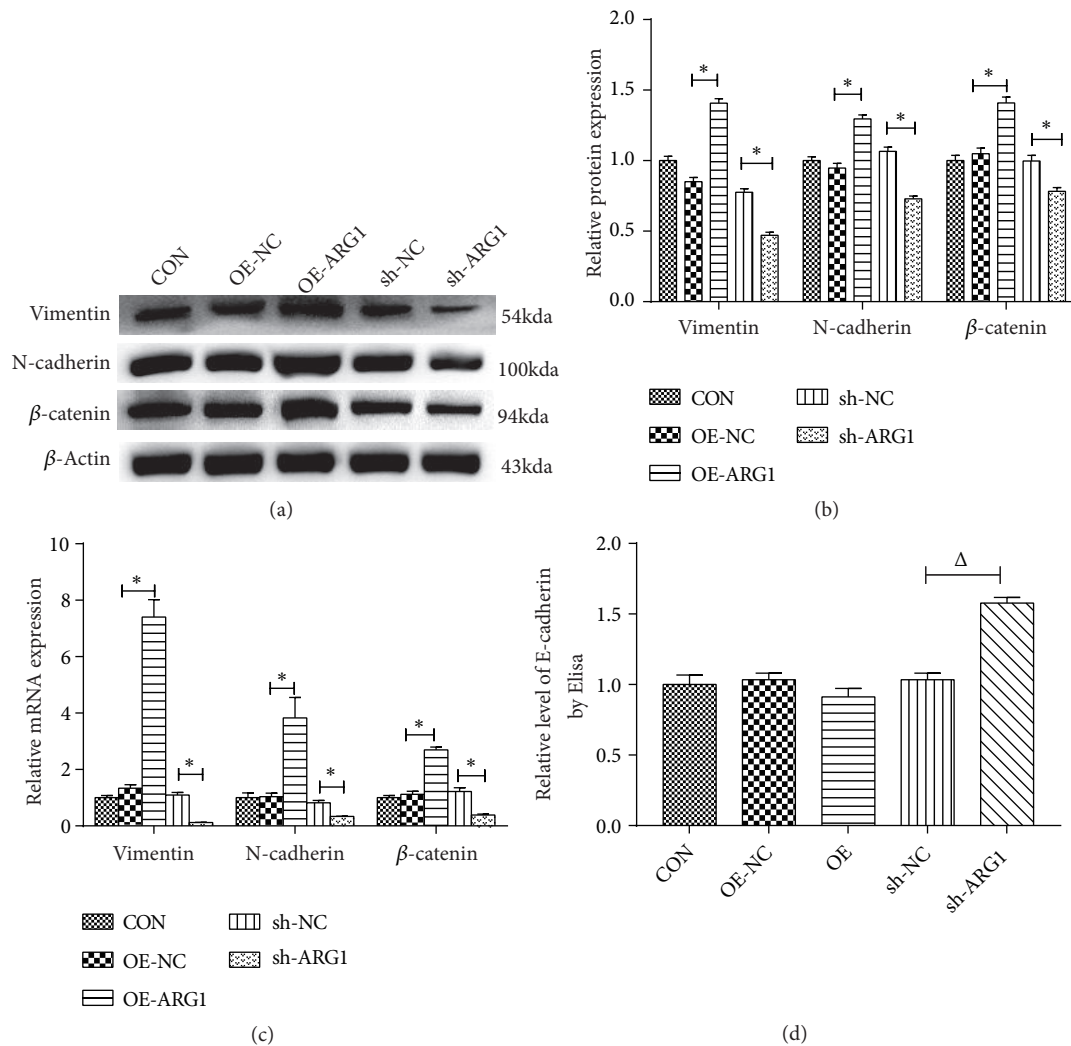 CON
OE-NC
OE-ARG1
sh-NC
sh-ARG1
Vimentin
54kda
N-cadherin
100kda
β-catenin
94kda
β-Actin
43kda
(a)
Relative protein expression
2.0
1.5
1.0
0.5
0.0
*
*
*
*
*
*
Vimentin
N-cadherin
β-catenin
CON
OE-NC
OE-ARG1
sh-NC
sh-ARG1
(b)
Relative mRNA expression
10
8
6
4
2
0
*
*
*
*
*
*
Vimentin
N-cadherin
β-catenin
CON
OE-NC
OE-ARG1
sh-NC
sh-ARG1
(c)
Relative level of E-cadherin
by Elisa
2.0
1.5
1.0
0.5
0.0
Δ
CON
OE-NC
OE
sh-NC
sh-ARG1
(d)